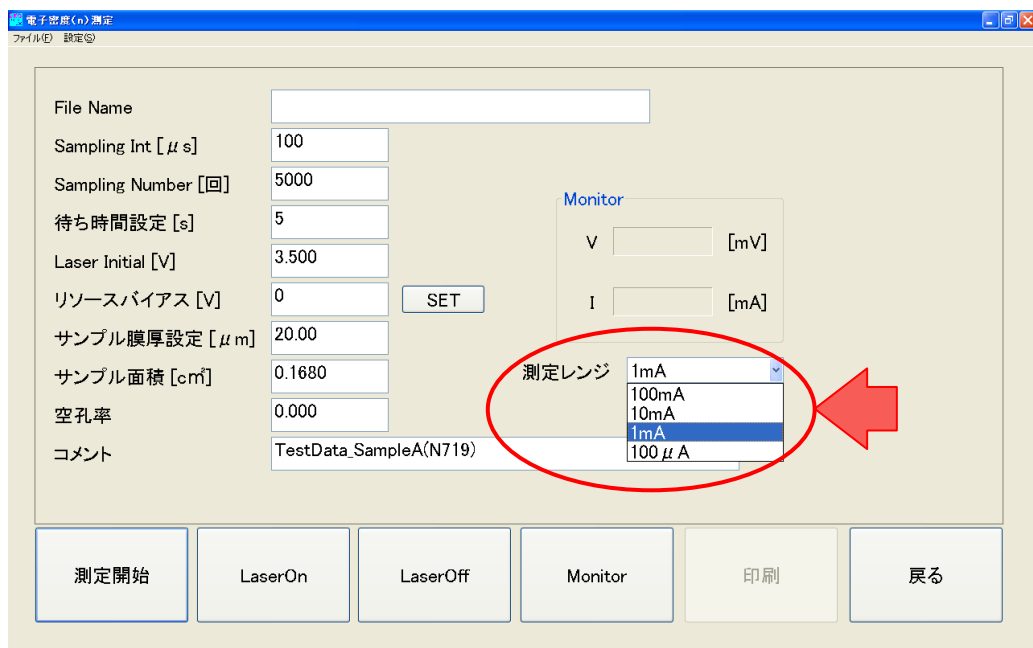 電子密度(n)測定
ファイル(F) 設定(S)
File Name
Sampling Int [μs] 100
Sampling Number [回] 5000
待ち時間設定 [s] 5
Laser Initial [V] 3.500
リソースバイアス [V] 0 SET
サンプル膜厚設定 [μm] 20.00
サンプル面積 [c㎡] 0.1680
空孔率 0.000
コメント TestData_SampleA(N719)
Monitor
V [mV]
I [mA]
測定レンジ 1mA
100mA
10mA
1mA
100μA
測定開始 LaserOn LaserOff Monitor 印刷 戻る